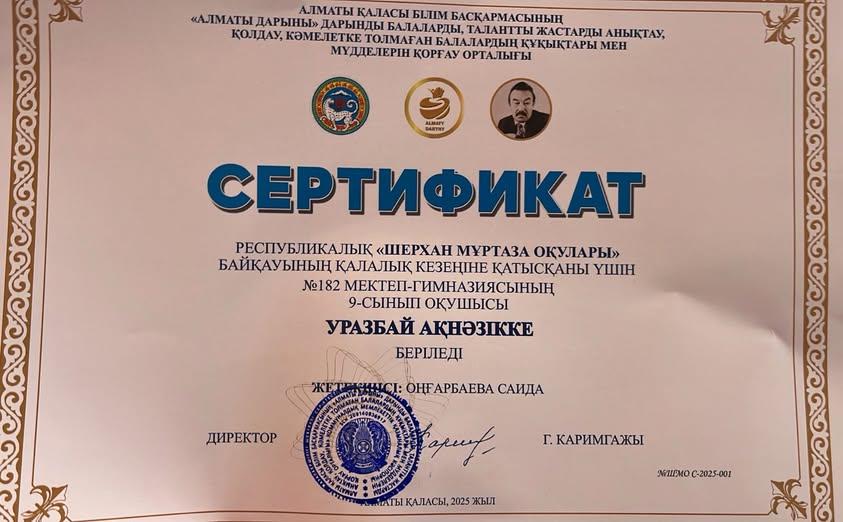 АЛМАТЫ ҚАЛАСЫ БІЛІМ БАСҚАРМАСЫНЫҢ
«АЛМАТЫ ДАРЫНЫ» ДАРЫНДЫ БАЛАЛАРДЫ, ТАЛАНТТЫ ЖАСТАРДЫ АНЫҚТАУ,
ҚОЛДАУ, КӘМЕЛЕТКЕ ТОЛМАҒАН БАЛАЛАРДЫҢ ҚҰҚЫҚТАРЫ МЕН
МҮДДЕЛЕРІН ҚОРҒАУ ОРТАЛЫҒЫ
ALMATY
DARYNY
СЕРТИФИКАТ
РЕСПУБЛИКАЛЫҚ «ШЕРХАН МҰРТАЗА ОҚУЛАРЫ»
БАЙҚАУЫНЫҢ ҚАЛАЛЫҚ КЕЗЕҢІНЕ ҚАТЫСҚАНЫ ҮШІН
№182 МЕКТЕП-ГИМНАЗИЯСЫНЫҢ
9-СЫНЫП ОҚУШЫСЫ
УРАЗБАЙ АҚНӘЗІККЕ
БЕРІЛЕДІ
ЖЕТЕКШІСІ: ОҢҒАРБАЕВА САИДА
ДИРЕКТОР
Г. КАРИМГАЖЫ
№ШМО С-2025-001
АЛМАТЫ ҚАЛАСЫ, 2025 ЖЫЛ